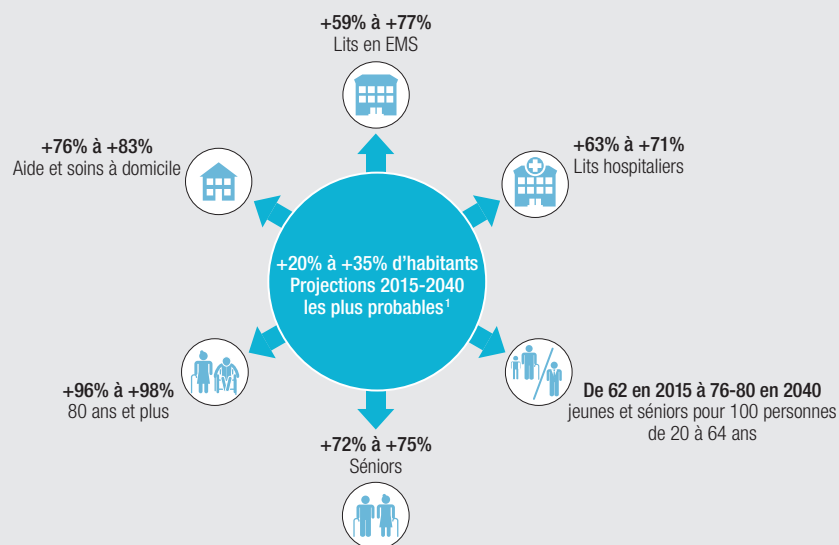 +59% à +77%
Lits en EMS
+76% à +83%
Aide et soins à domicile
+63% à +71%
Lits hospitaliers
+20% à +35% d’habitants
Projections 2015-2040
les plus probables¹
+96% à +98%
80 ans et plus
De 62 en 2015 à 76-80 en 2040
jeunes et séniors pour 100 personnes
de 20 à 64 ans
+72% à +75%
Séniors